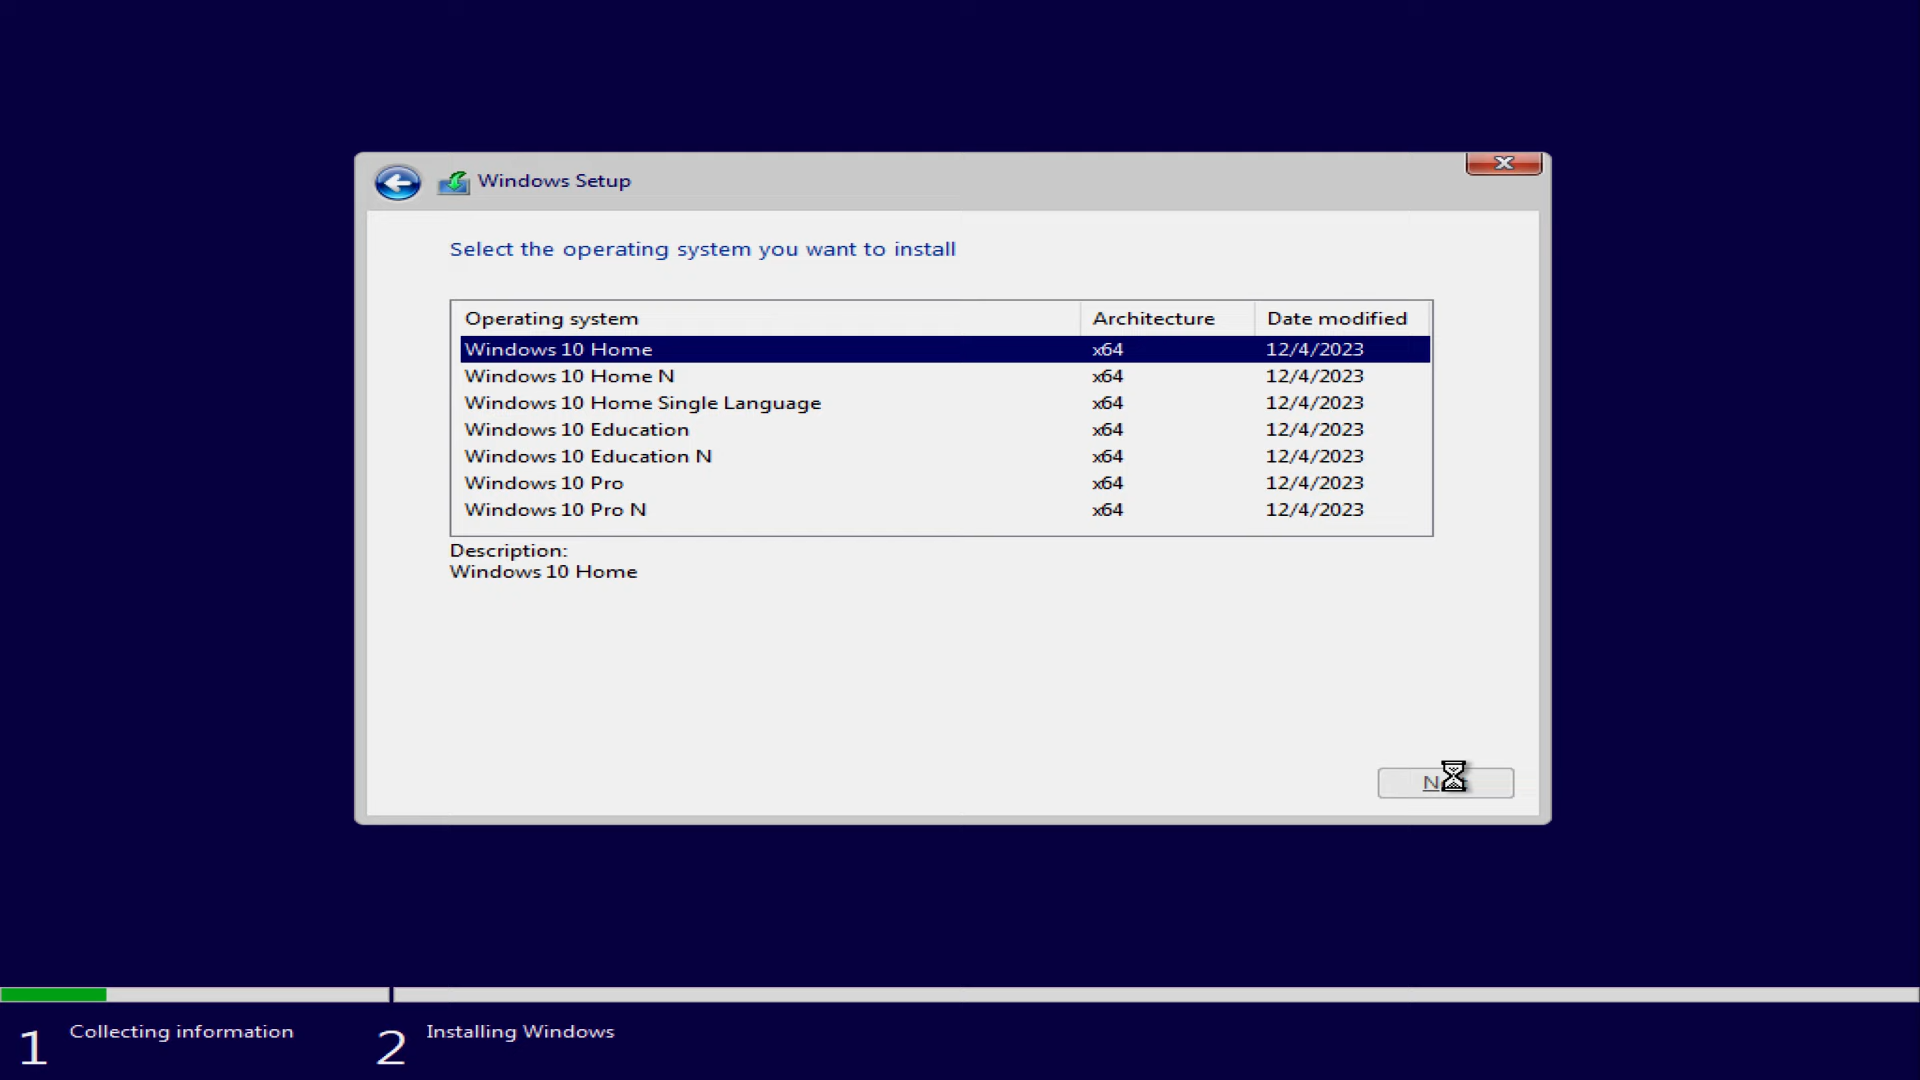 Windows Setup
Select the operating system you want to install
Operating system Architecture Date modified
Windows 10 Home x64 12/4/2023
Windows 10 Home N x64 12/4/2023
Windows 10 Home Single Language x64 12/4/2023
Windows 10 Education x64 12/4/2023
Windows 10 Education N x64 12/4/2023
Windows 10 Pro x64 12/4/2023
Windows 10 Pro N x64 12/4/2023
Description:
Windows 10 Home
1 Collecting information 2 Installing Windows